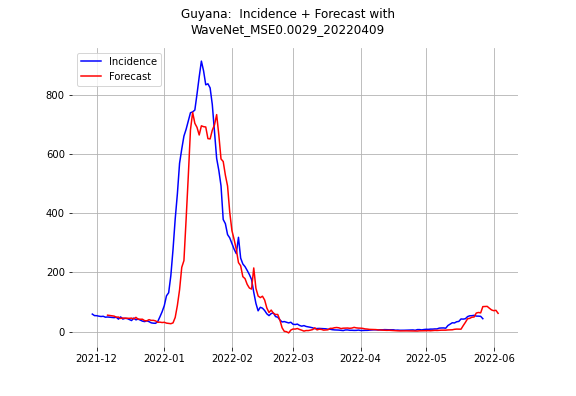 Guyana:  Incidence + Forecast with
WaveNet_MSE0.0029_20220409
Incidence
Forecast
800
600
400
200
0
2021-12 2022-01 2022-02 2022-03 2022-04 2022-05 2022-06